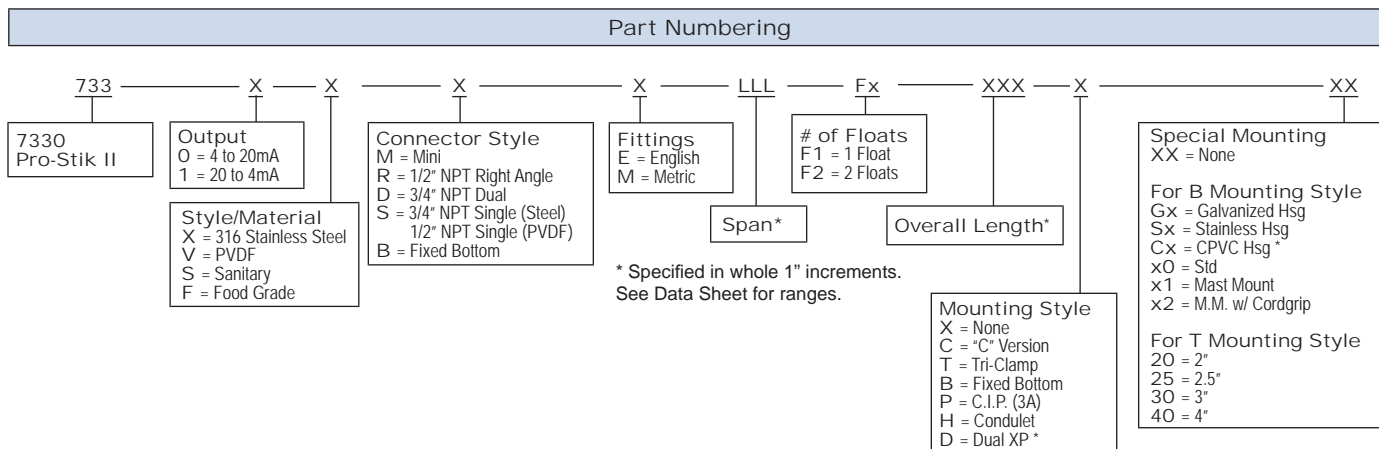 Part Numbering
733 X X X X LLL Fx XXX X XX
7330
Pro-Stik II
Output
0 = 4 to 20mA
1 = 20 to 4mA
Style/Material
X = 316 Stainless Steel
V = PVDF
S = Sanitary
F = Food Grade
Connector Style
M = Mini
R = 1/2" NPT Right Angle
D = 3/4" NPT Dual
S = 3/4" NPT Single (Steel)
1/2" NPT Single (PVDF)
B = Fixed Bottom
Fittings
E = English
M = Metric
Span*
# of Floats
F1 = 1 Float
F2 = 2 Floats
Overall Length*
* Specified in whole 1" increments.
See Data Sheet for ranges.
Mounting Style
X = None
C = "C" Version
T = Tri-Clamp
B = Fixed Bottom
P = C.I.P. (3A)
H = Condulet
D = Dual XP *
Special Mounting
XX = None
For B Mounting Style
Gx = Galvanized Hsg
Sx = Stainless Hsg
Cx = CPVC Hsg *
x0 = Std
x1 = Mast Mount
x2 = M.M. w/ Cordgrip
For T Mounting Style
20 = 2"
25 = 2.5"
30 = 3"
40 = 4"